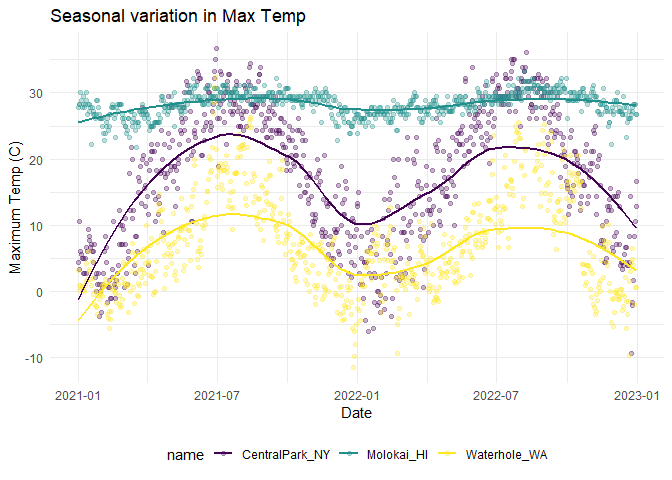 Seasonal variation in Max Temp
Maximum Temp (C)
30
20
10
0
-10
2021-01 2021-07 2022-01 2022-07 2023-01
Date
name CentralPark_NY Molokai_HI Waterhole_WA